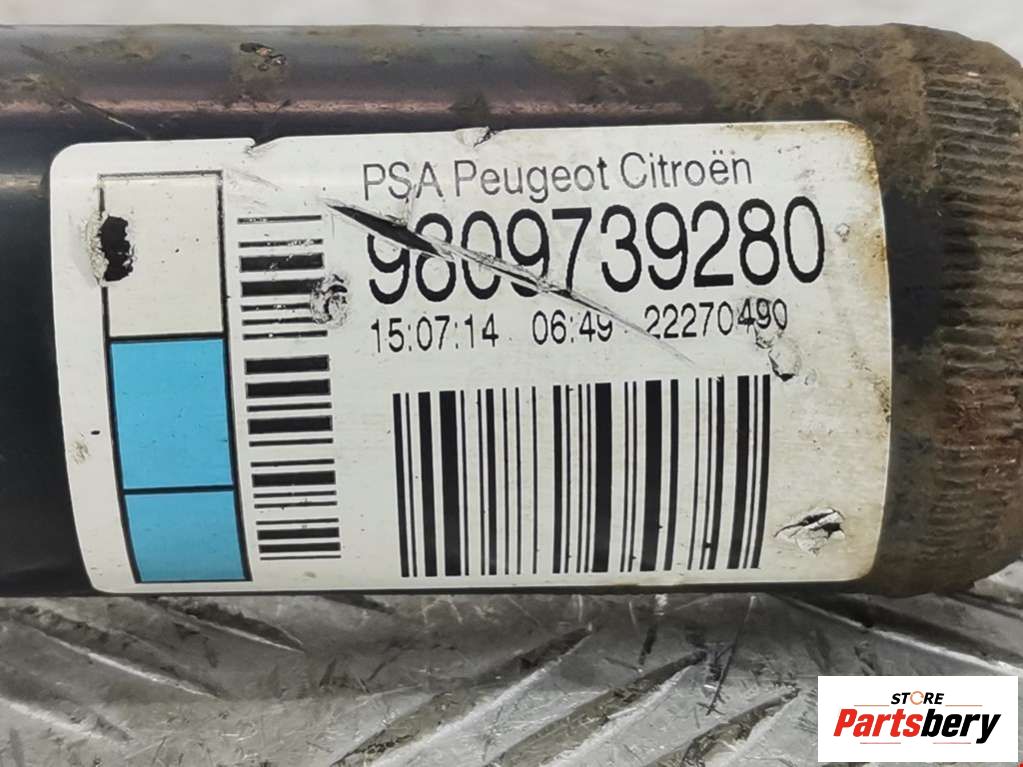 PSA Peugeot Citroën
9809739280
15:07:14 06:49 22270490
STORE
Partsbery